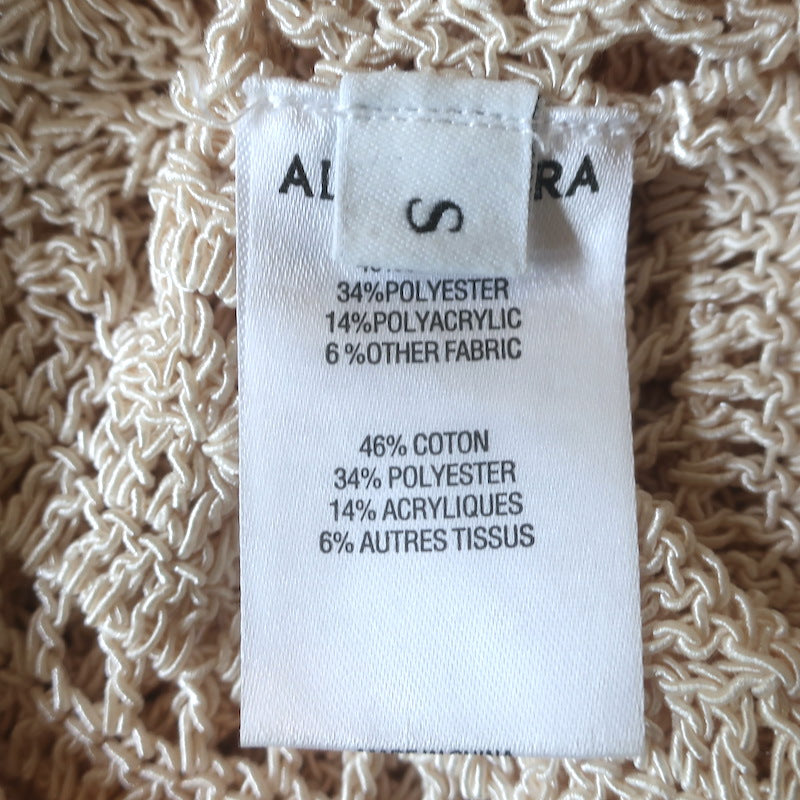 S
34%POLYESTER
14%POLYACRYLIC
6 %OTHER FABRIC
46% COTON
34% POLYESTER
14% ACRYLIQUES
6% AUTRES TISSUS